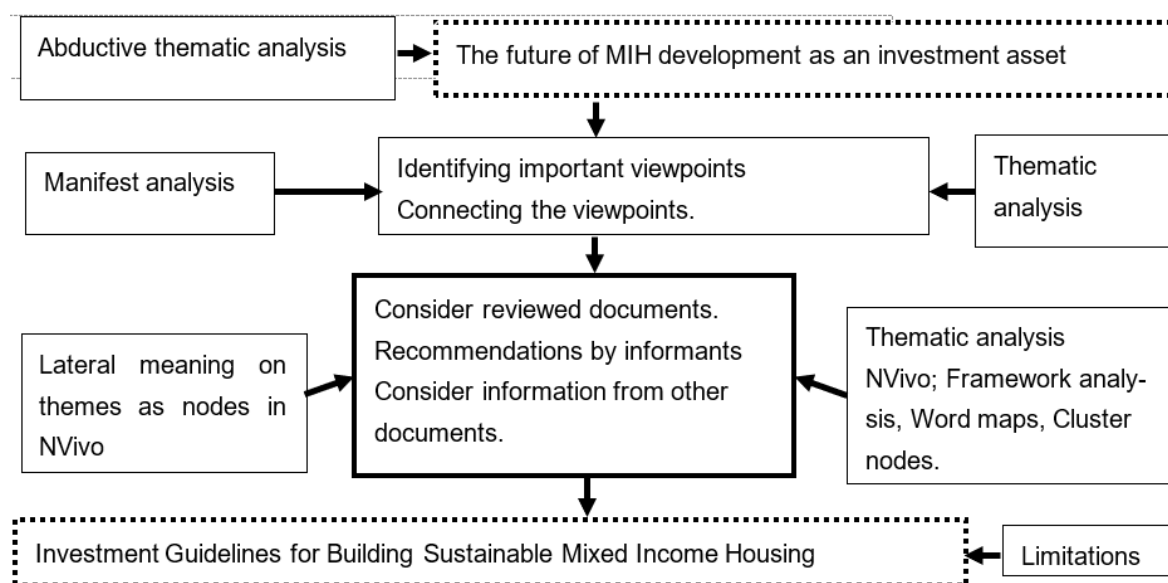 Abductive thematic analysis
The future of MIH development as an investment asset
Manifest analysis
Identifying important viewpoints
Connecting the viewpoints.
Thematic
analysis
Lateral meaning on
themes as nodes in
NVivo
Consider reviewed documents.
Recommendations by informants
Consider information from other
documents.
Thematic analysis
NVivo; Framework analy-
sis, Word maps, Cluster
nodes.
Investment Guidelines for Building Sustainable Mixed Income Housing
Limitations